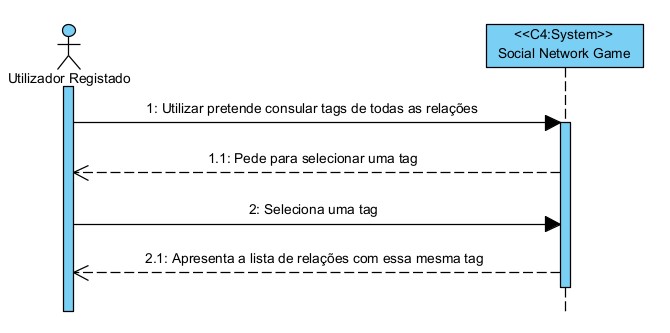 <<C4:System>>
Social Network Game
Utilizador Registado
1: Utilizar pretende consular tags de todas as relações
1.1: Pede para selecionar uma tag
2: Seleciona uma tag
2.1: Apresenta a lista de relações com essa mesma tag